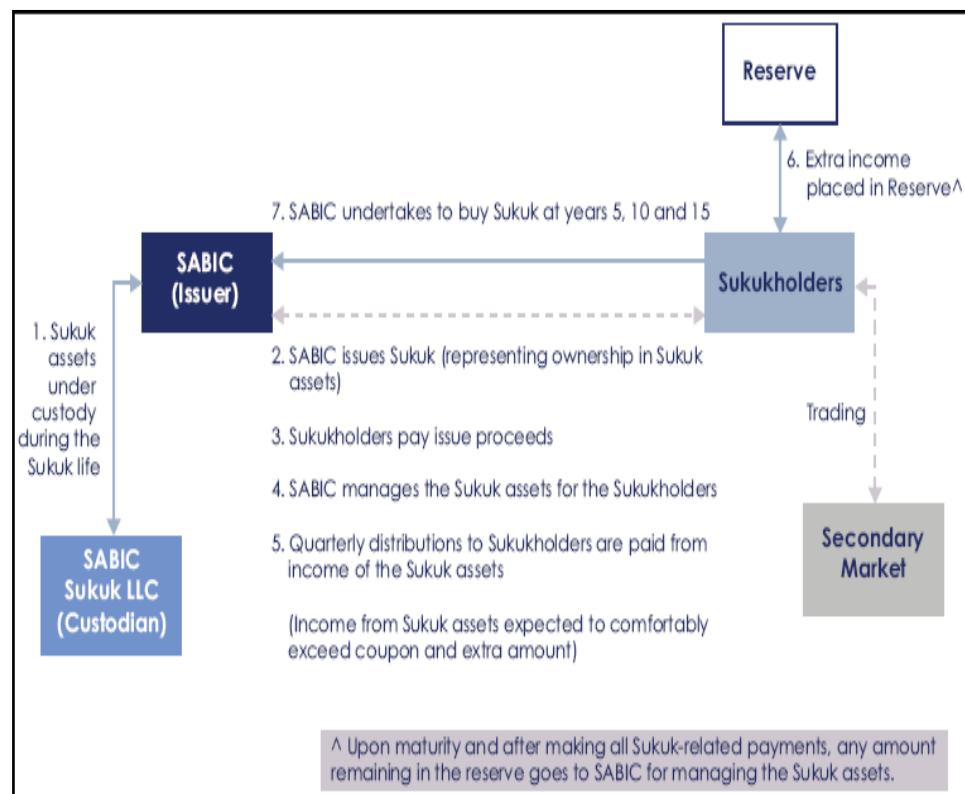 Reserve
6. Extra income
placed in Reserve^
7. SABIC undertakes to buy Sukuk at years 5, 10 and 15
SABIC
(Issuer)
Sukukholders
1. Sukuk
assets
under
custody
during the
Sukuk life
2. SABIC issues Sukuk (representing ownership in Sukuk
assets)
3. Sukukholders pay issue proceeds
4. SABIC manages the Sukuk assets for the Sukukholders
5. Quarterly distributions to Sukukholders are paid from
income of the Sukuk assets
(Income from Sukuk assets expected to comfortably
exceed coupon and extra amount)
Trading
SABIC
Sukuk LLC
(Custodian)
Secondary
Market
^ Upon maturity and after making all Sukuk-related payments, any amount
remaining in the reserve goes to SABIC for managing the Sukuk assets.